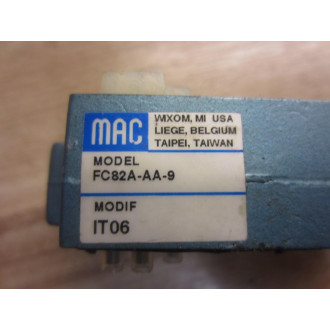 MAC
WIXOM, MI USA
LIEGE, BELGIUM
TAIPEI, TAIWAN
MODEL
FC82A-AA-9
MODIF
IT06